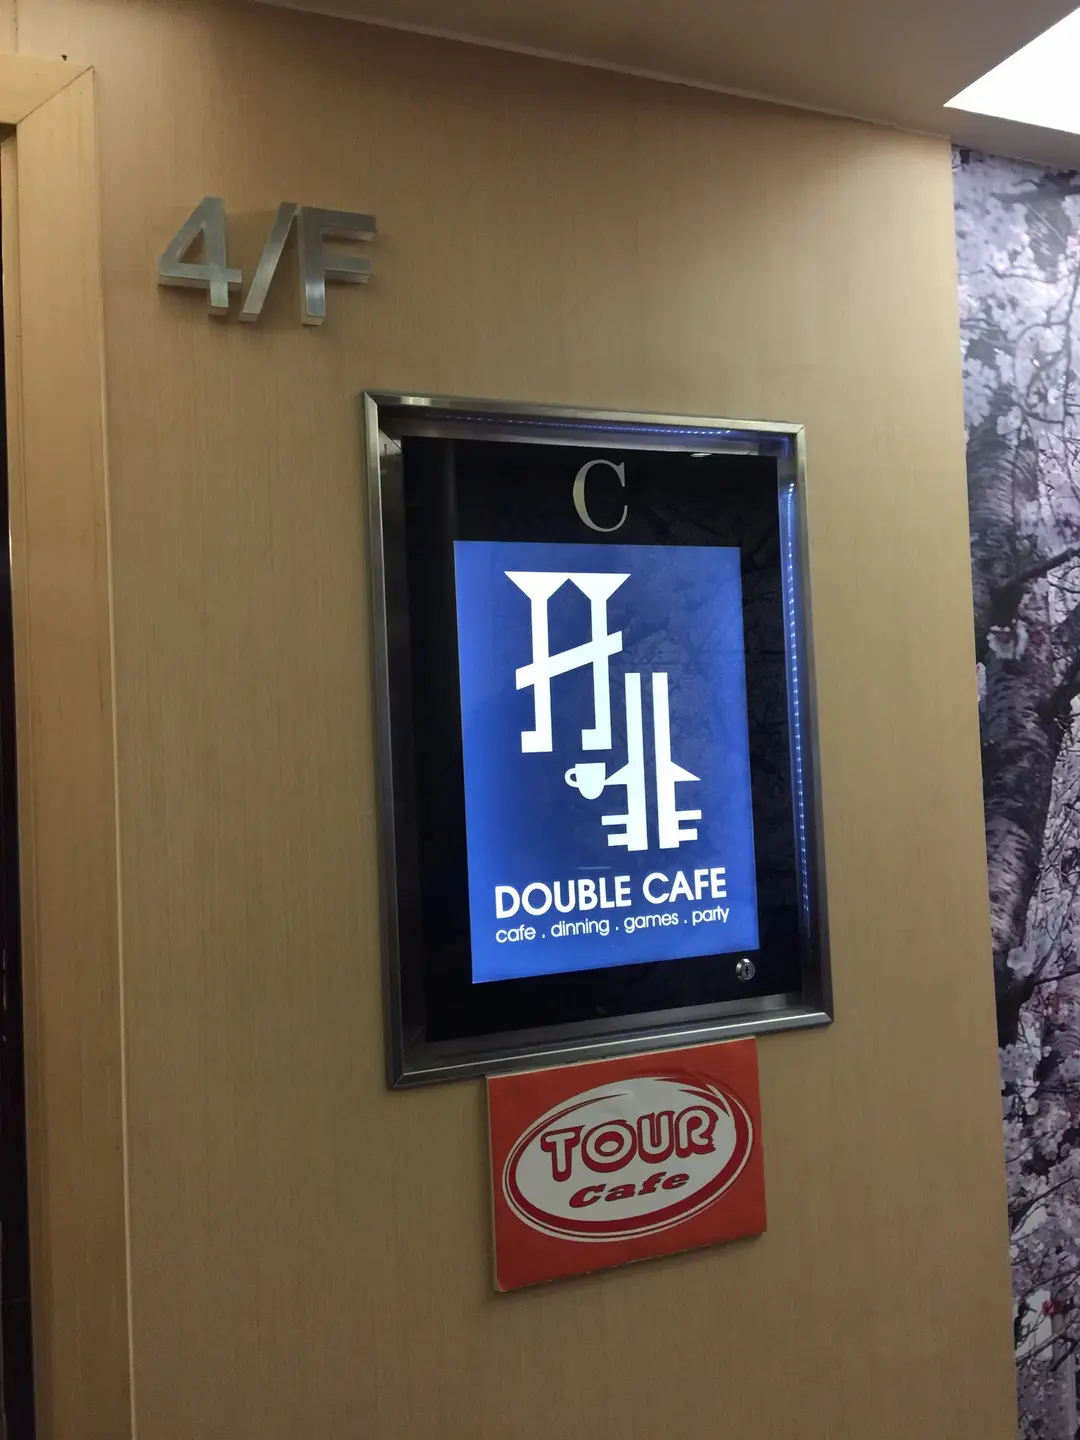 4/F
C
DOUBLE CAFE
cafe . dinning . games . party
TOUR
Cafe